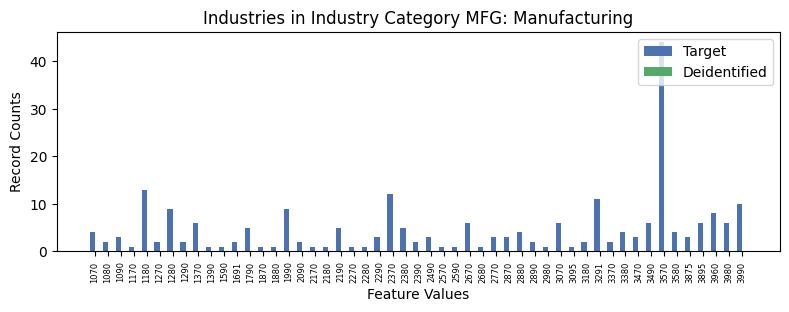 Industries in Industry Category MFG: Manufacturing
Target
Deidentified
Record Counts
40
30
20
10
0
1070 1080 1090 1170 1180 1270 1280 1290 1370 1390 1590 1691 1790 1870 1880 1990 2090 2170 2180 2190 2270 2280 2290 2370 2380 2390 2490 2570 2590 2670 2680 2770 2870 2880 2890 2980 3070 3095 3180 3291 3370 3380 3470 3490 3570 3580 3875 3895 3960 3980 3990
Feature Values